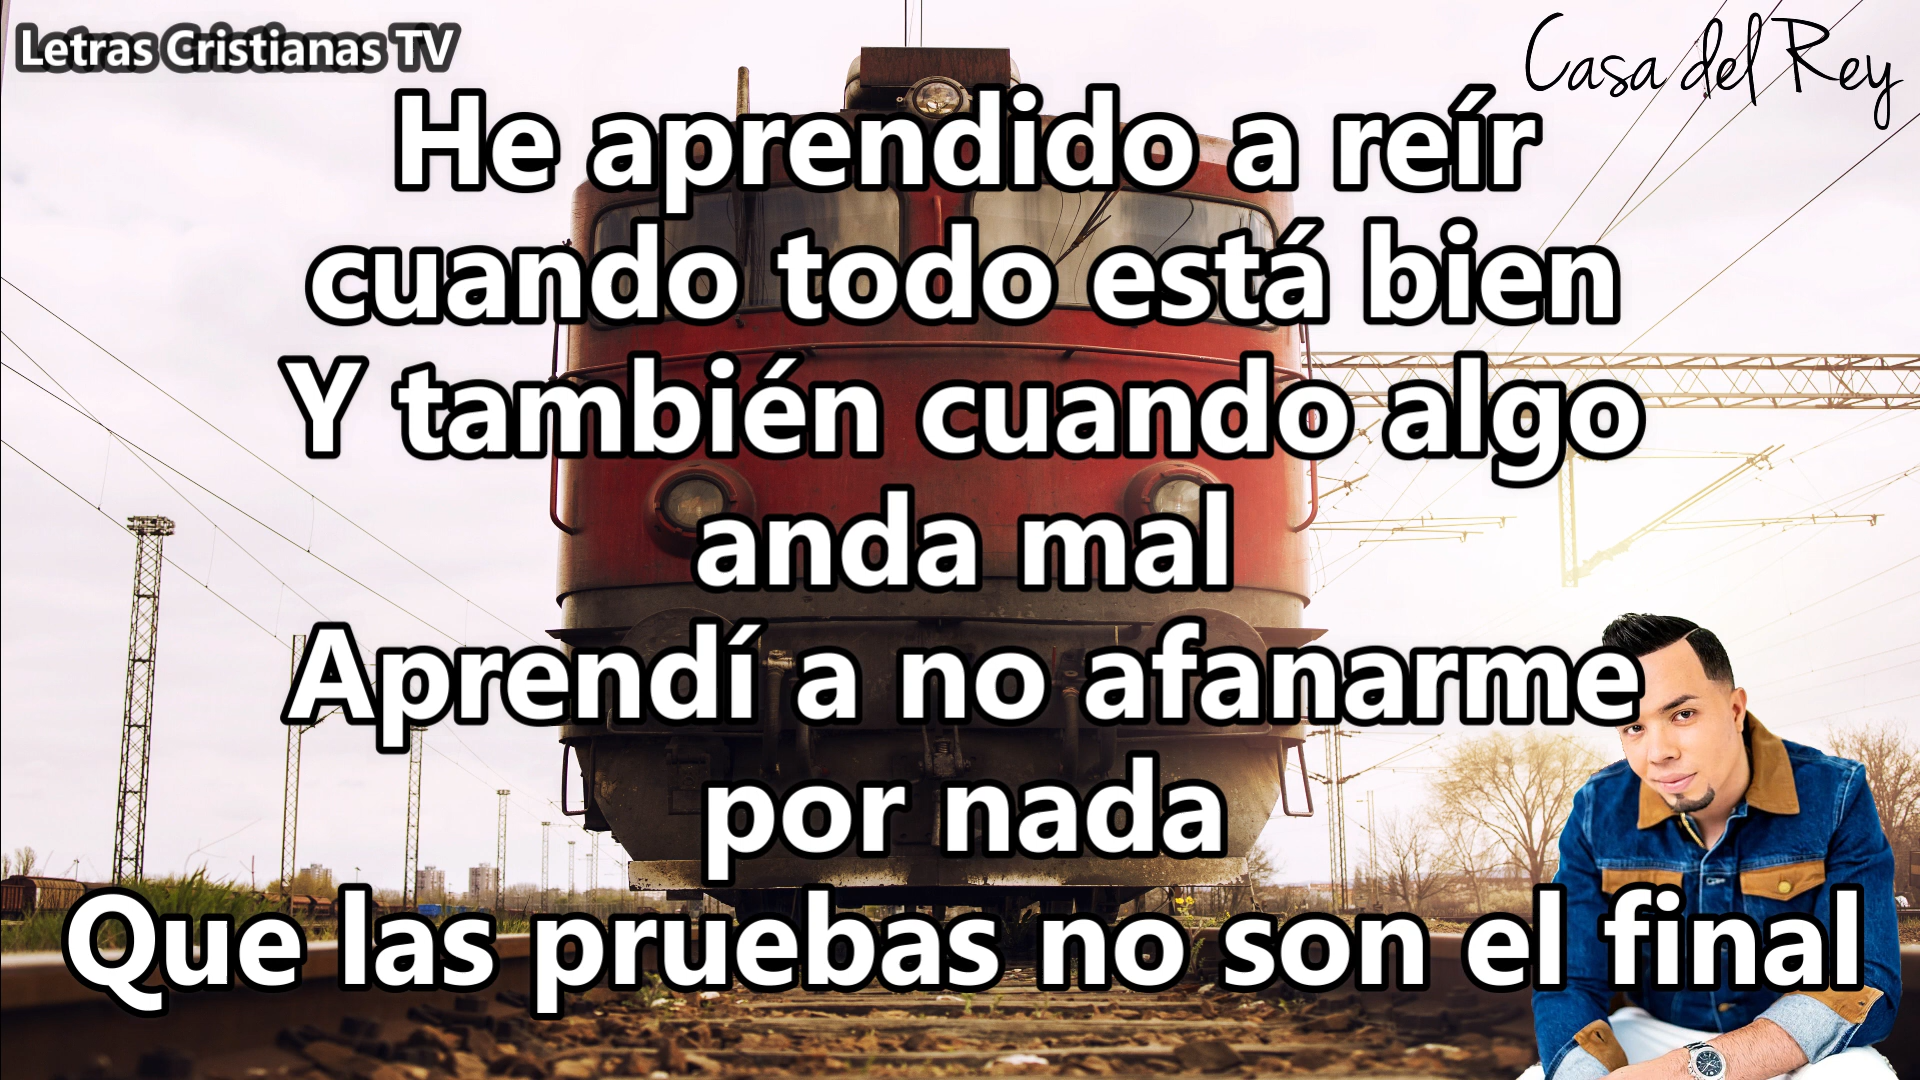 Letras Cristianas TV
Casa del Rey
He aprendido a reír
cuando todo está bien
Y también cuando algo
anda mal
Aprendí a no afanarme
por nada
Que las pruebas no son el final